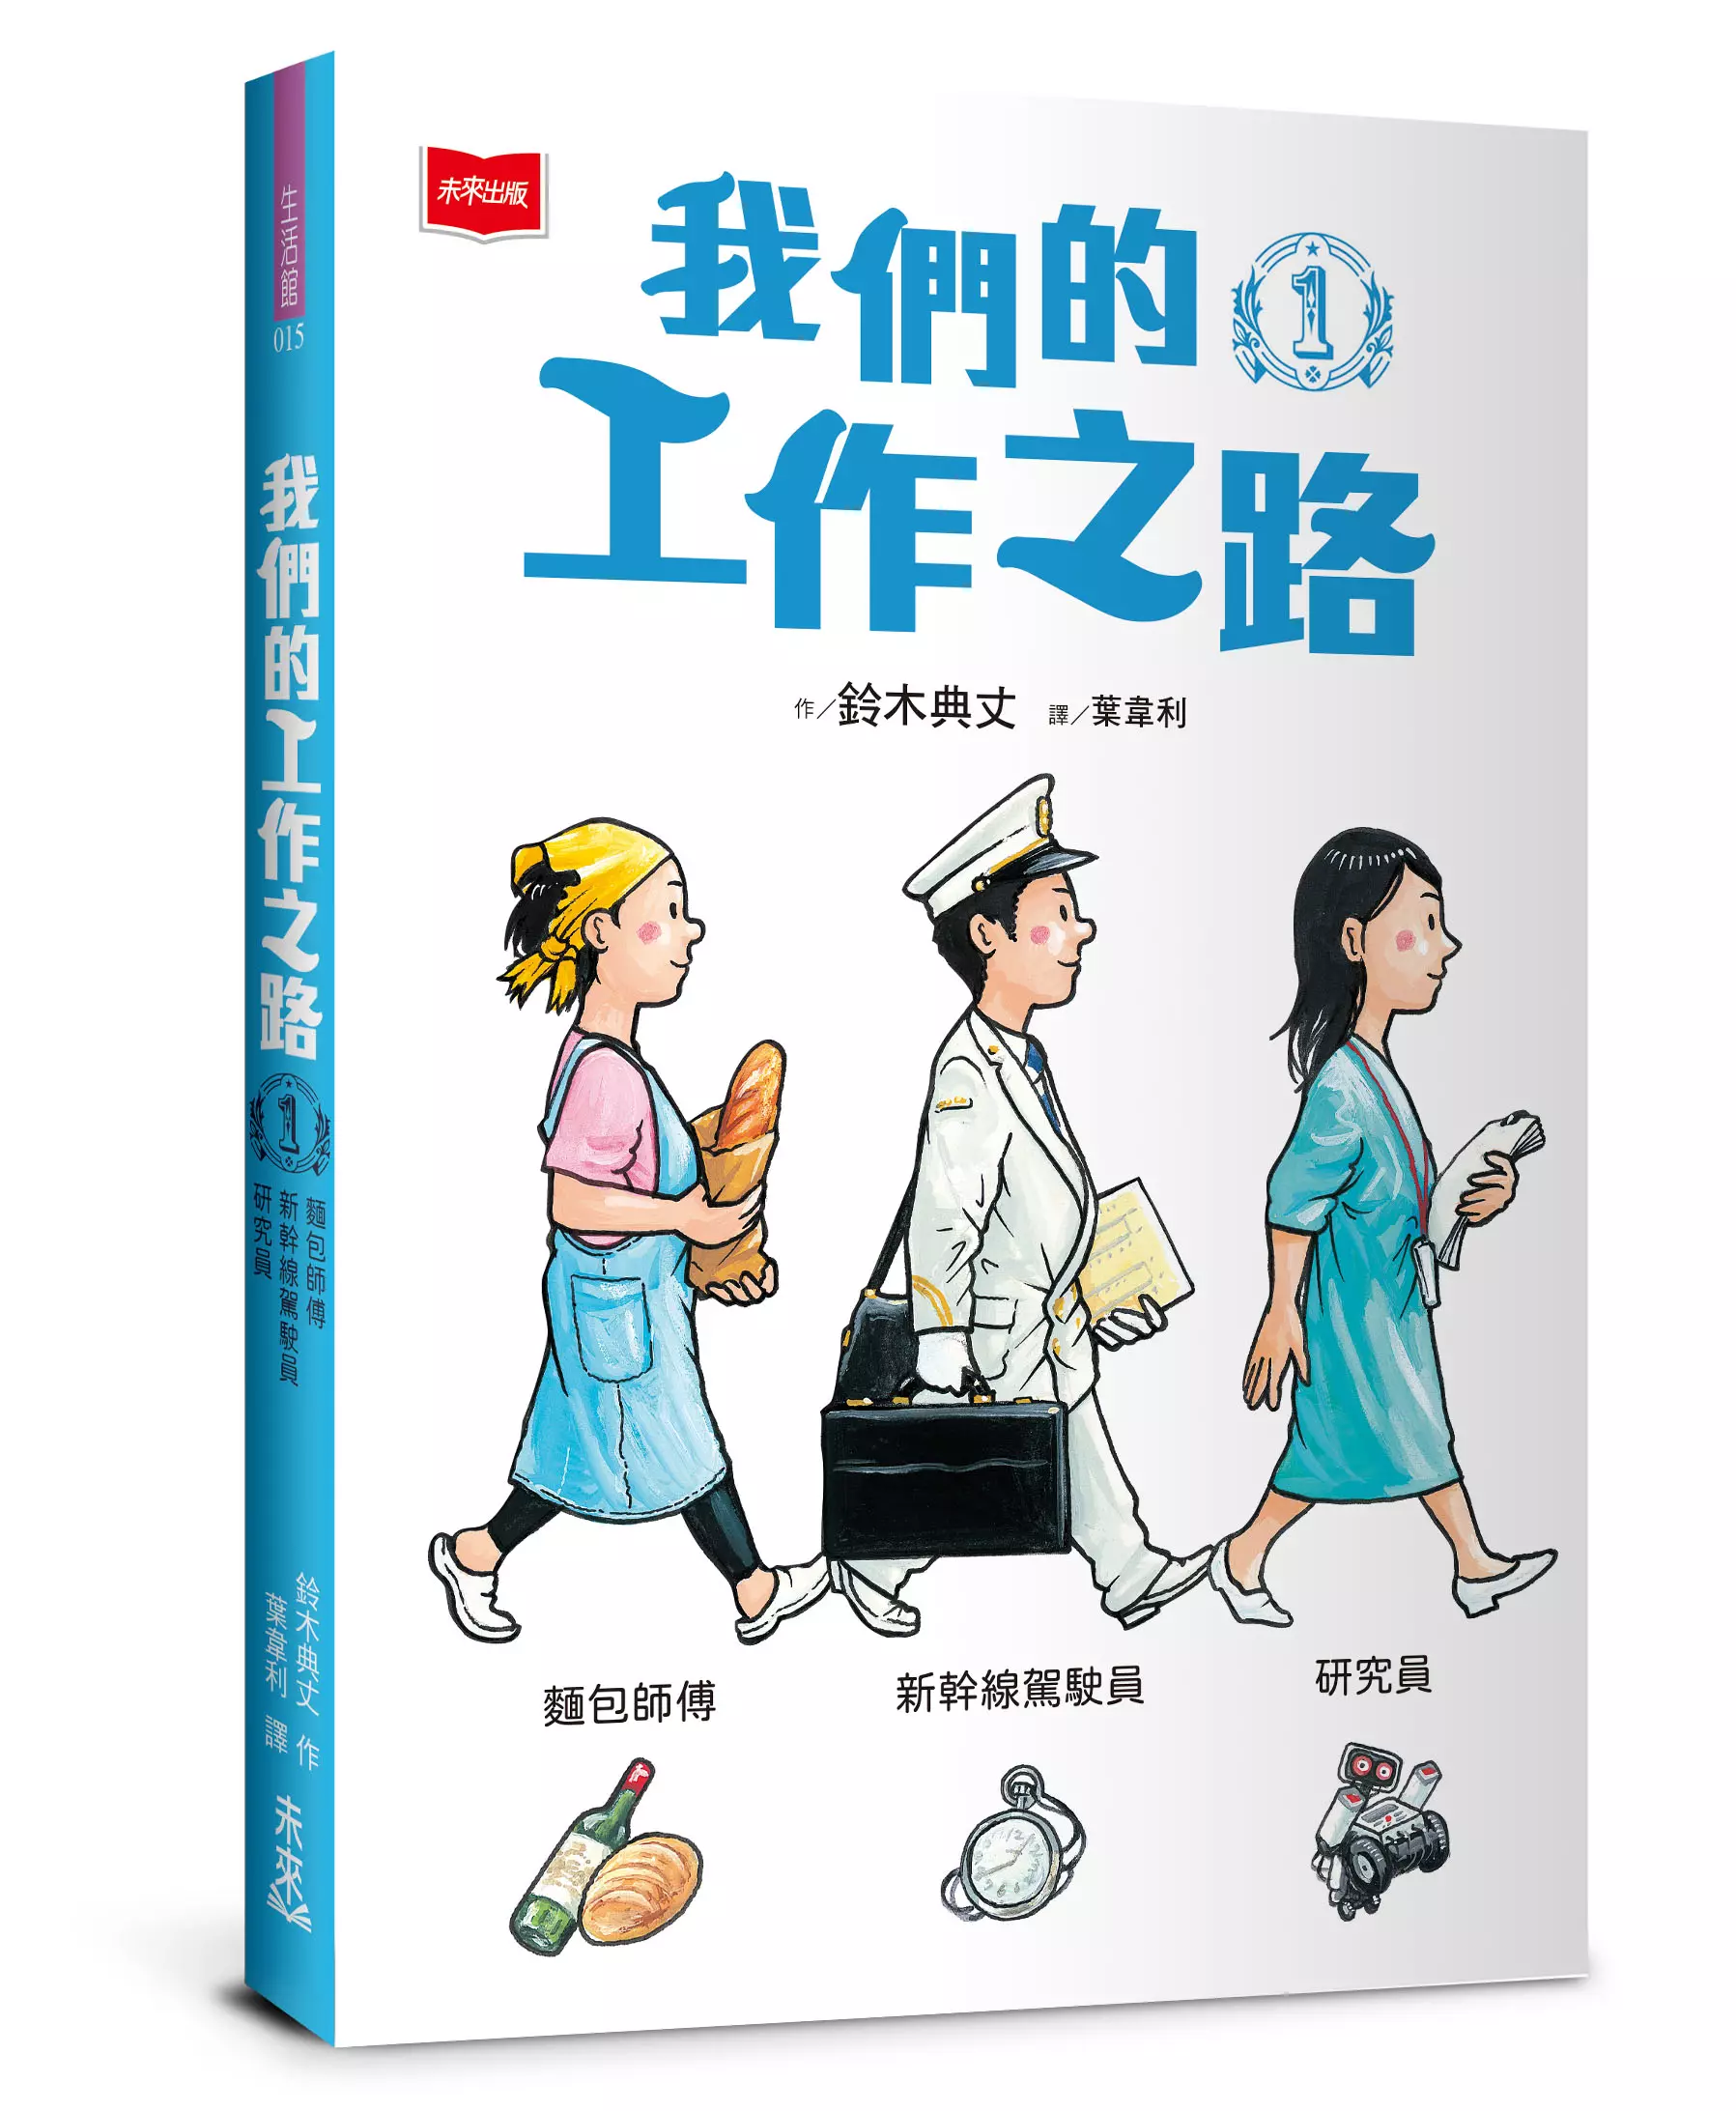 未來出版
我們的
1
工作之路
作／鈴木典丈 譯／葉韋利
麵包師傅
新幹線駕駛員
研究員
生活館
015
我們的工作之路
1
麵包師傅
新幹線駕駛員
研究員
鈴木典丈 作
葉韋利 譯
未來